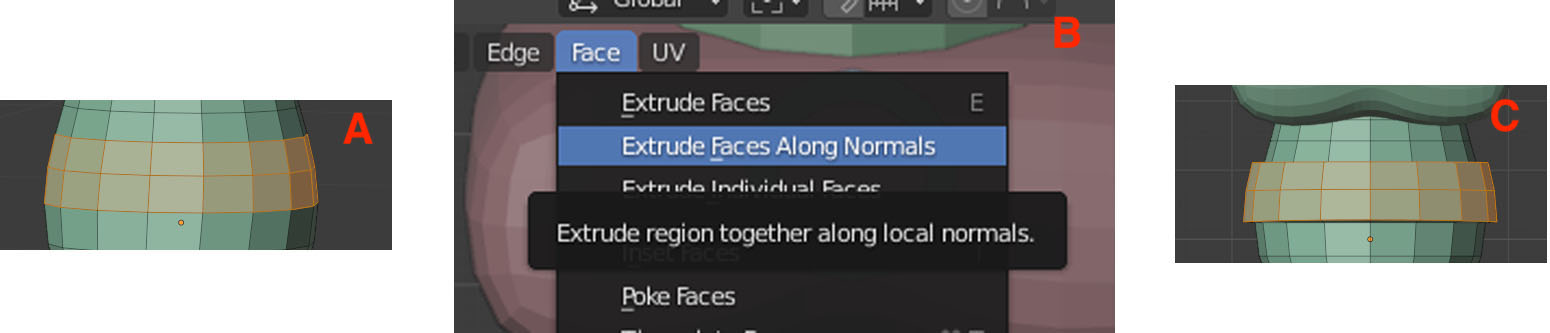 Global
B
Edge Face UV
A
C
Extrude Faces E
Extrude Faces Along Normals
Extrude Individual Faces
Extrude region together along local normals.
Inset Faces I
Poke Faces